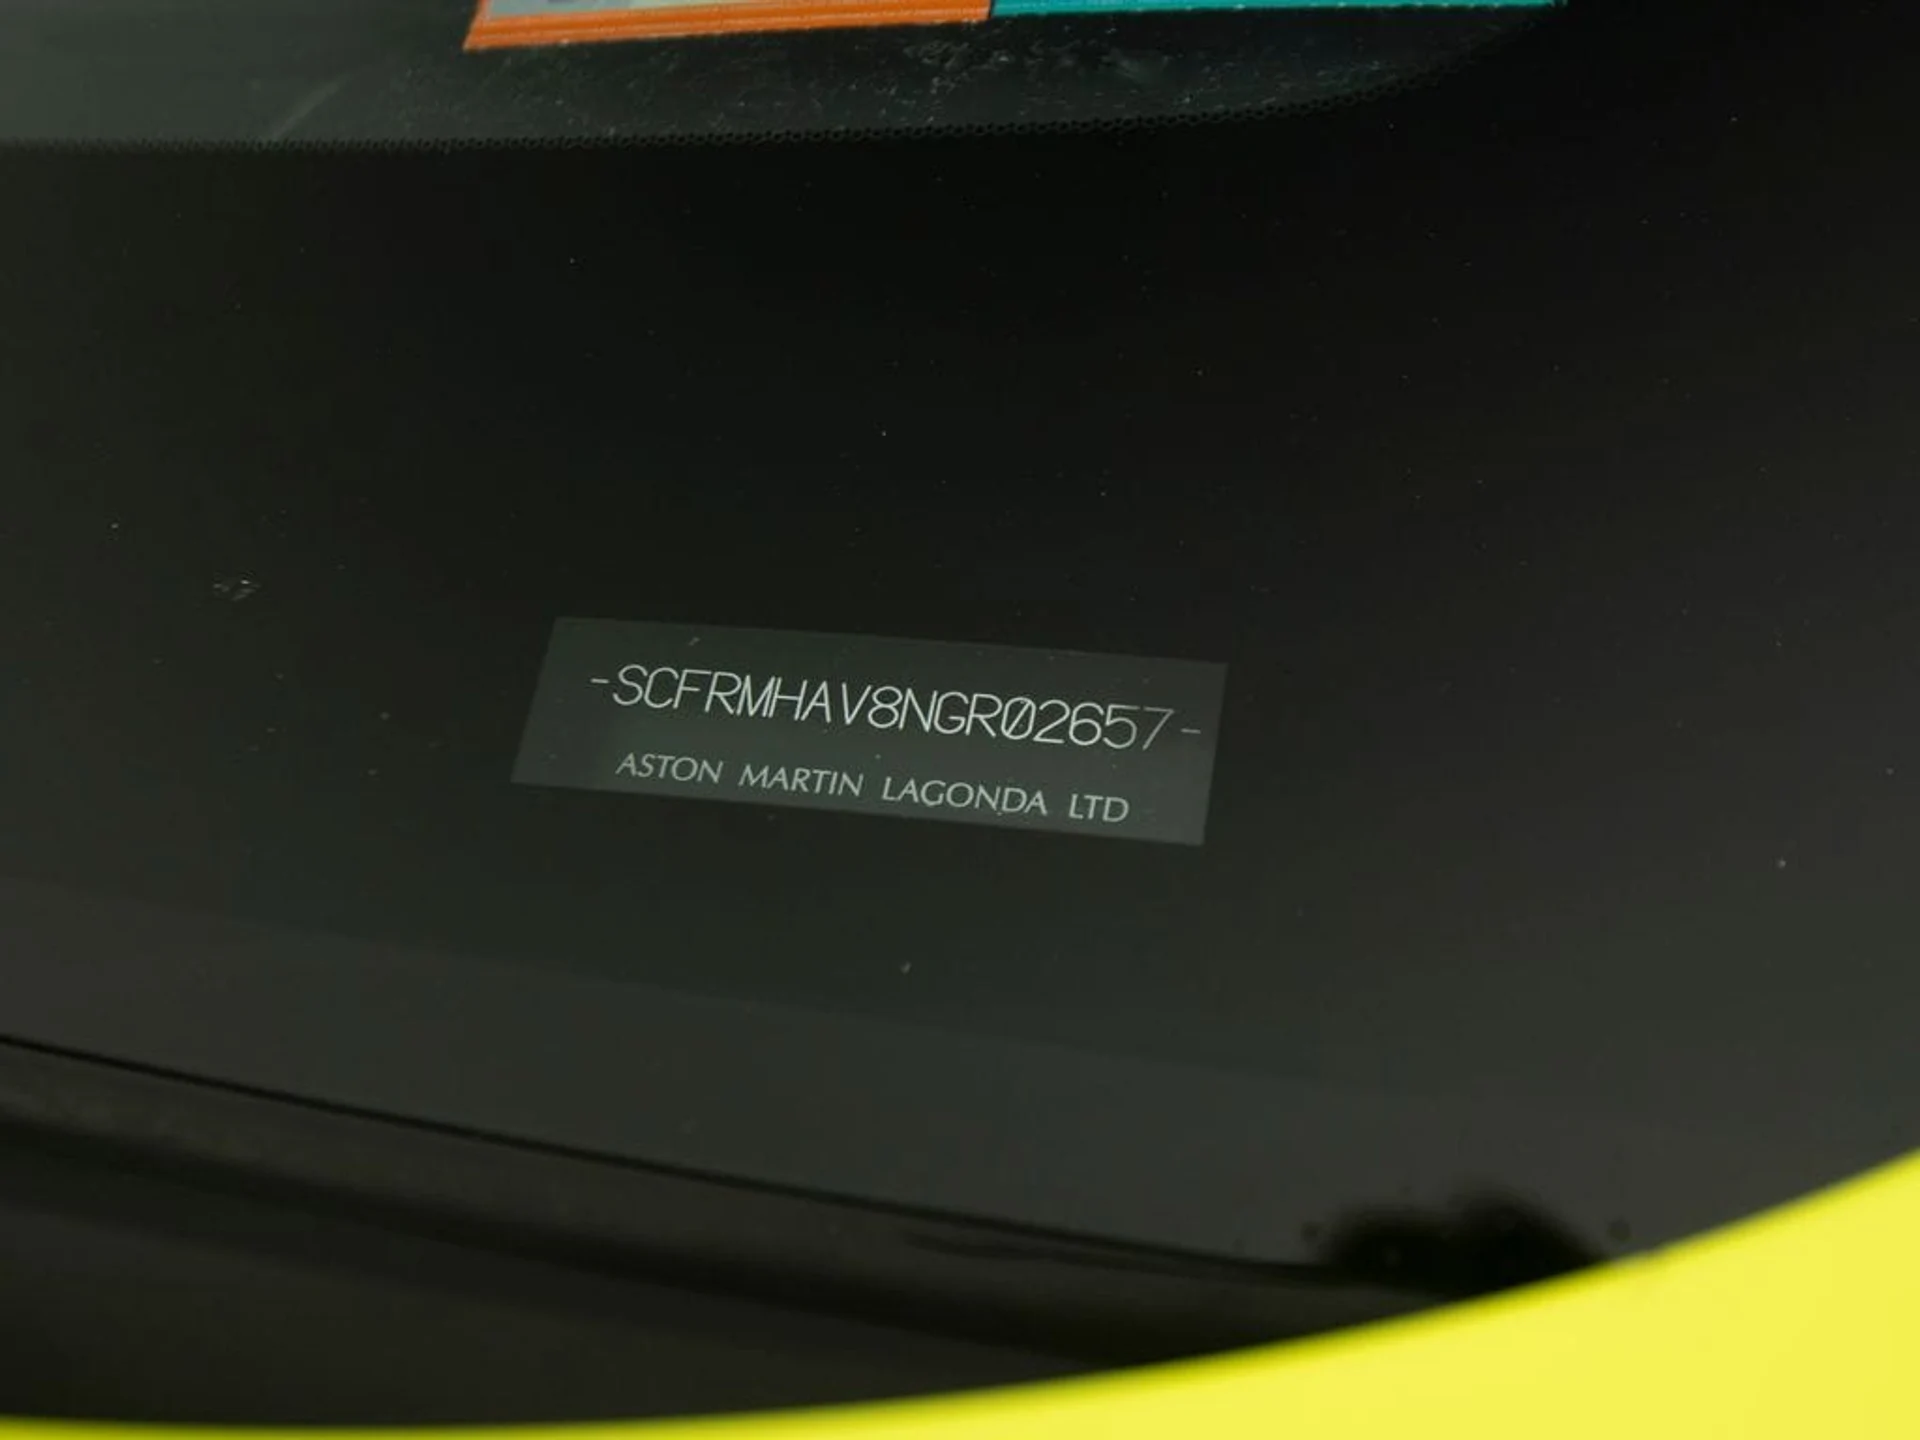 -SCFRMHAV8NGR02657-
ASTON MARTIN LAGONDA LTD